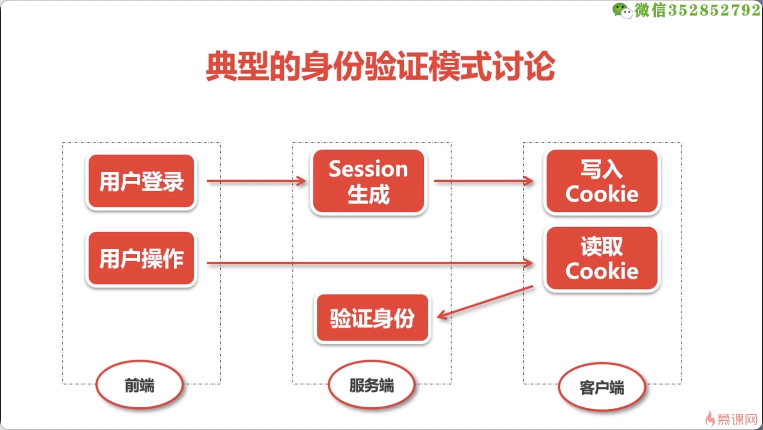 微信352852792
典型的身份验证模式讨论
用户登录
Session
生成
写入
Cookie
用户操作
读取
Cookie
验证身份
前端
服务端
客户端
慕课网